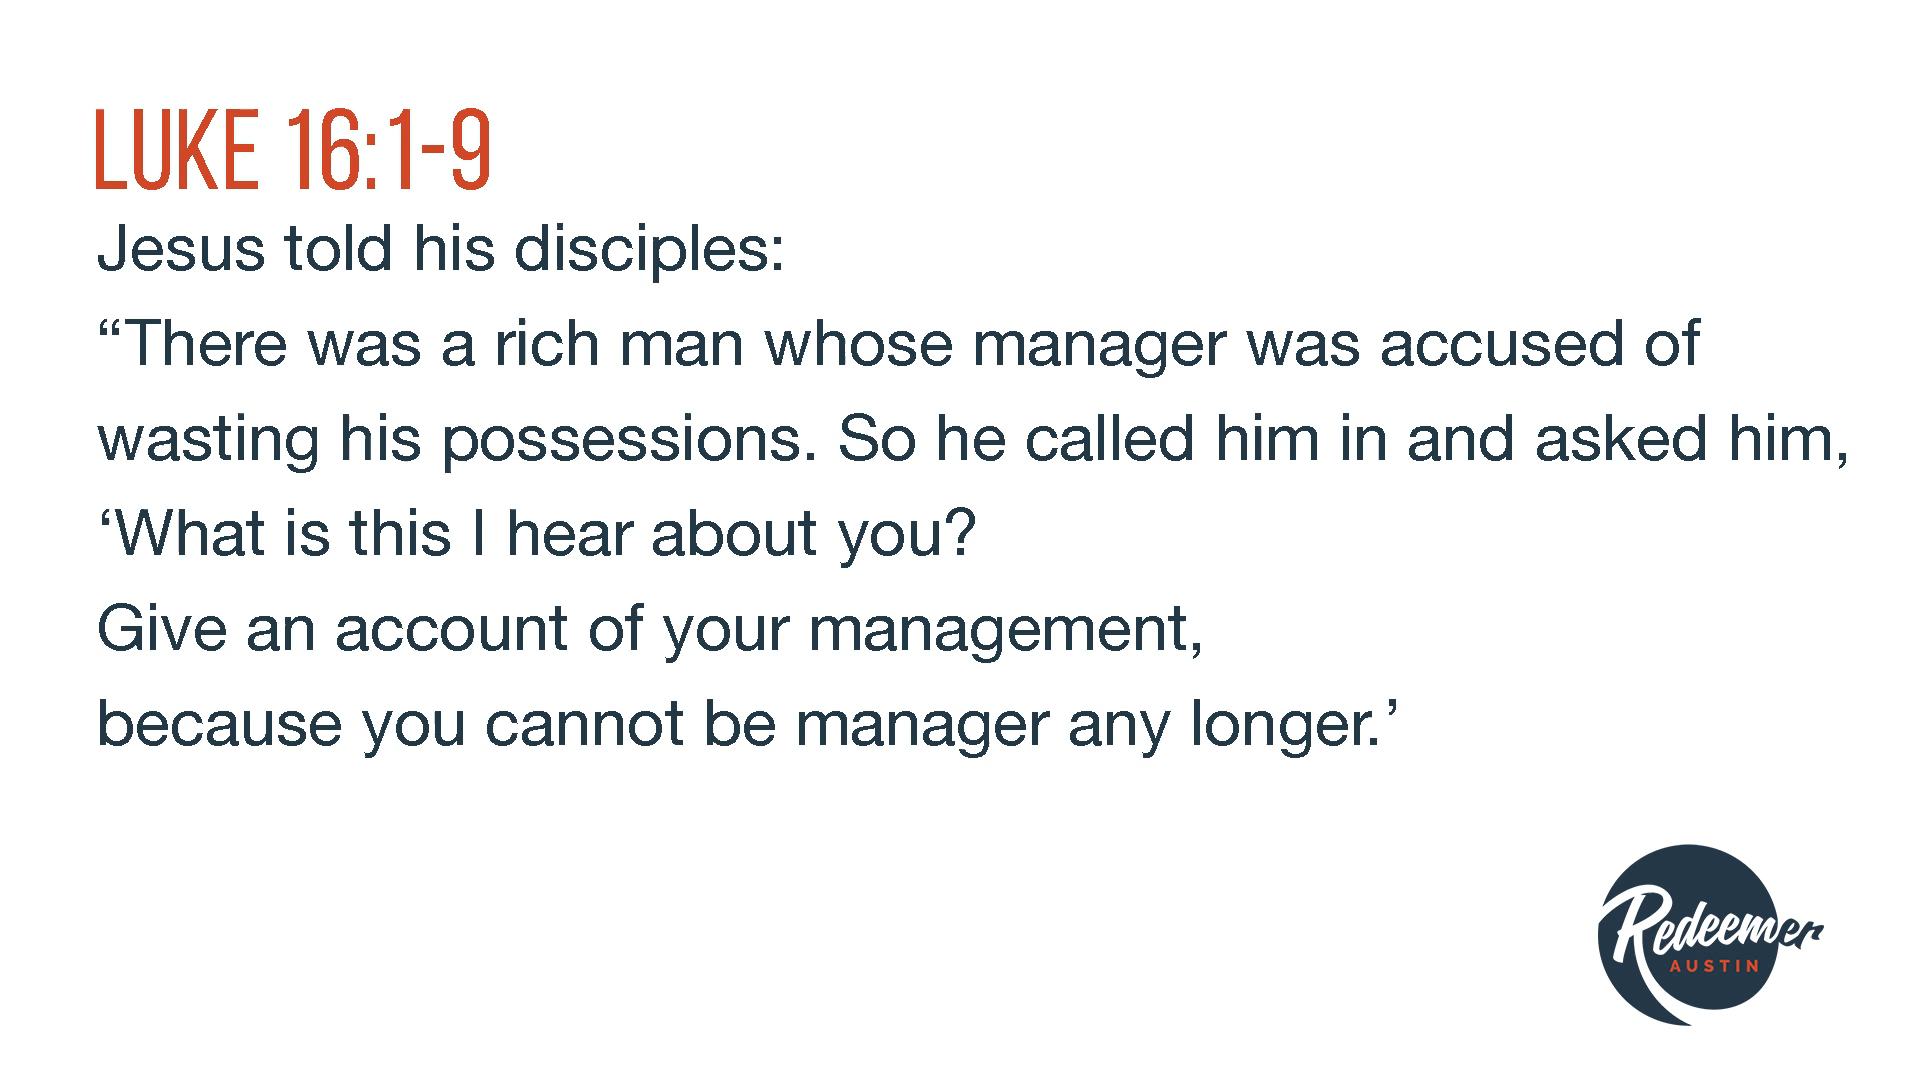 LUKE 16:1-9
Jesus told his disciples:
“There was a rich man whose manager was accused of
wasting his possessions. So he called him in and asked him,
‘What is this I hear about you?
Give an account of your management,
because you cannot be manager any longer.’
Redeemer
AUSTIN